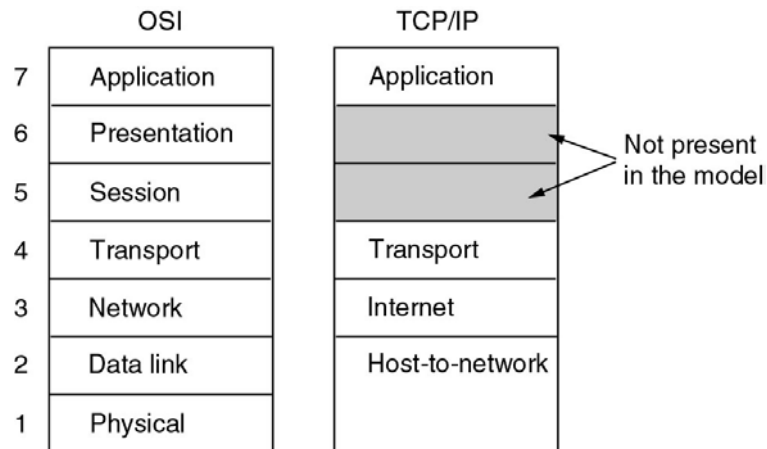 OSI TCP/IP
7 Application Application
6 Presentation
Not present
in the model
5 Session
4 Transport Transport
3 Network Internet
2 Data link Host-to-network
1 Physical